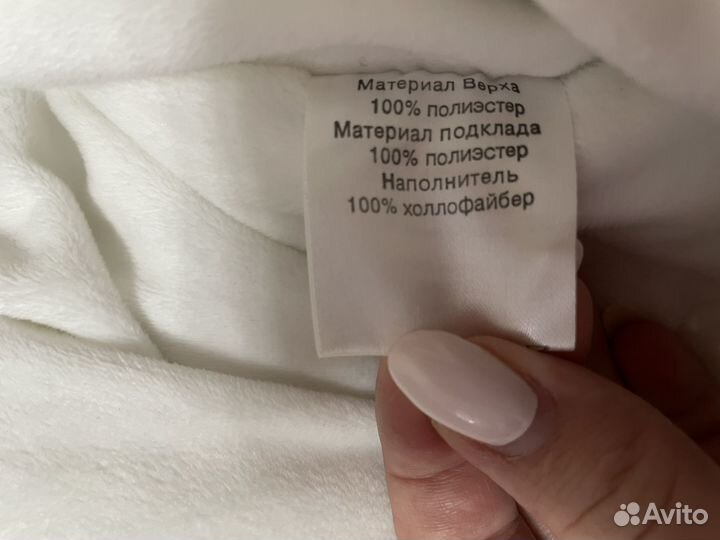 Материал Верха
100% полиэстер
Материал подклада
100% полиэстер
Наполнитель
100% холлофайбер
Avito